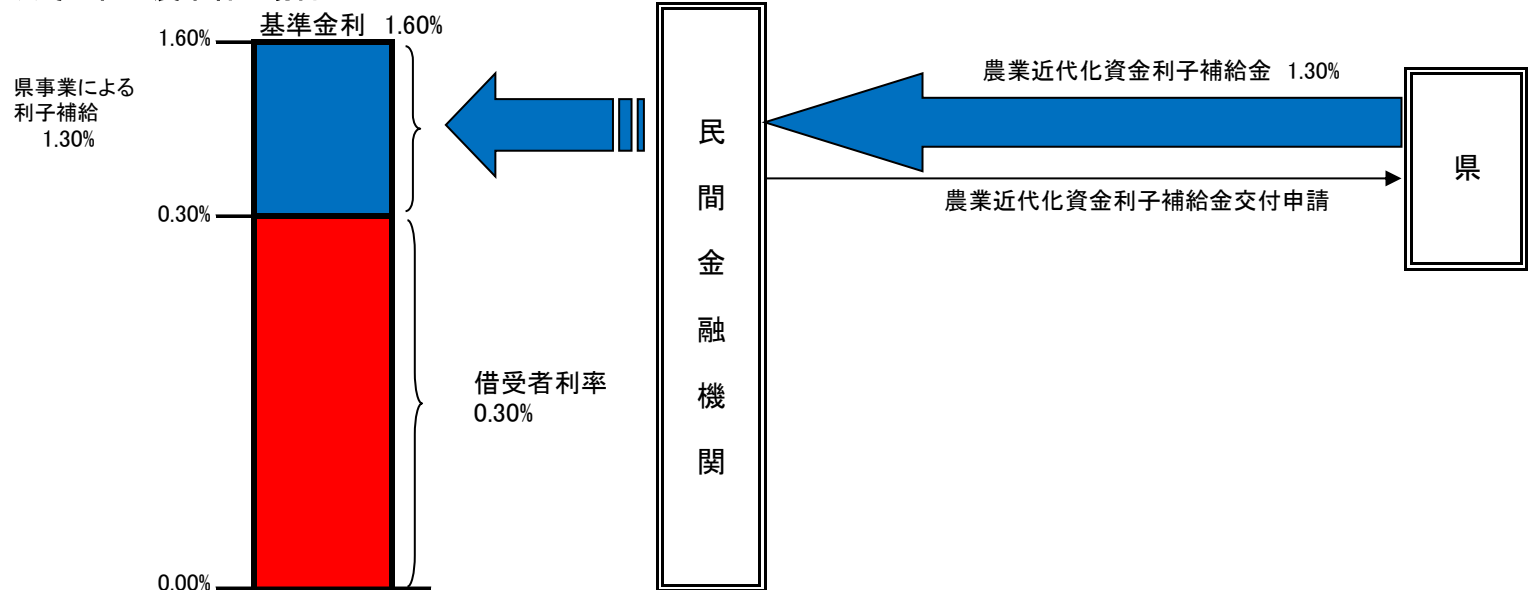 基準金利 1.60%
1.60%
県事業による
利子補給
1.30%
農業近代化資金利子補給金 1.30%
民間金融機関
県
農業近代化資金利子補給金交付申請
0.30%
借受者利率
0.30%
0.00%